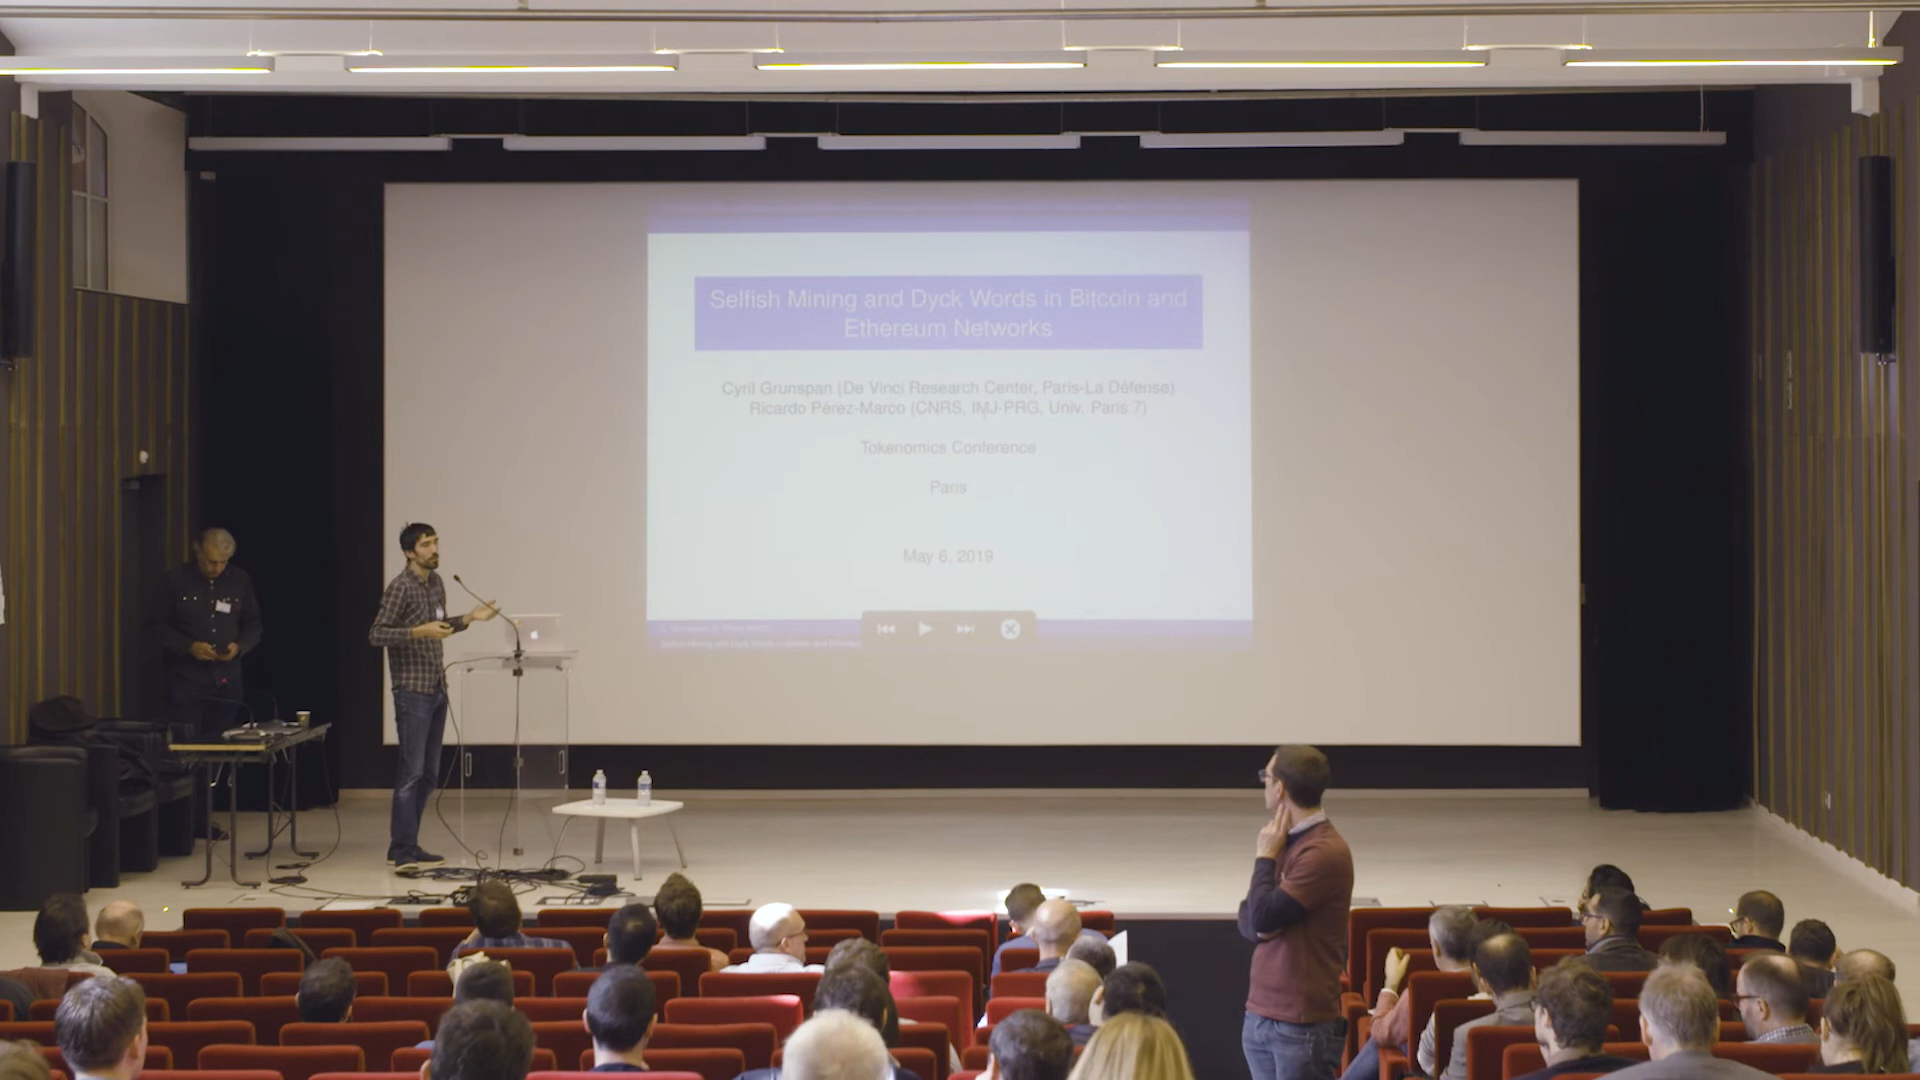 Selfish Mining and Dyck Words in Bitcoin and
Ethereum Networks
Cyril Grunspan (De Vinci Research Center, Paris-La Défense)
Ricardo Pérez-Marco (CNRS, IMJ-PRG, Univ. Paris 7)
Tokenomics Conference
Paris
May 6, 2019